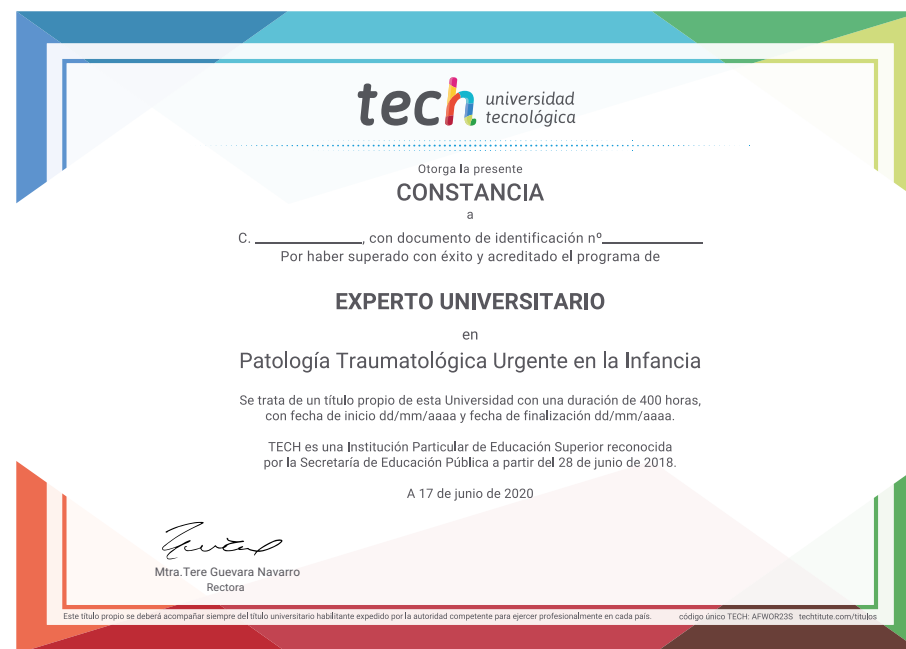 tech universidad
tecnológica
Otorga la presente
CONSTANCIA
a
C. ____________, con documento de identificación nº____________
Por haber superado con éxito y acreditado el programa de
EXPERTO UNIVERSITARIO
en
Patología Traumatológica Urgente en la Infancia
Se trata de un título propio de esta Universidad con una duración de 400 horas,
con fecha de inicio dd/mm/aaaa y fecha de finalización dd/mm/aaaa.
TECH es una Institución Particular de Educación Superior reconocida
por la Secretaría de Educación Pública a partir del 28 de junio de 2018.
A 17 de junio de 2020
Mtra.Tere Guevara Navarro
Rectora
Este título propio se deberá acompañar siempre del título universitario habilitante expedido por la autoridad competente para ejercer profesionalmente en cada país. código único TECH: AFWOR23S techtitute.com/titulos